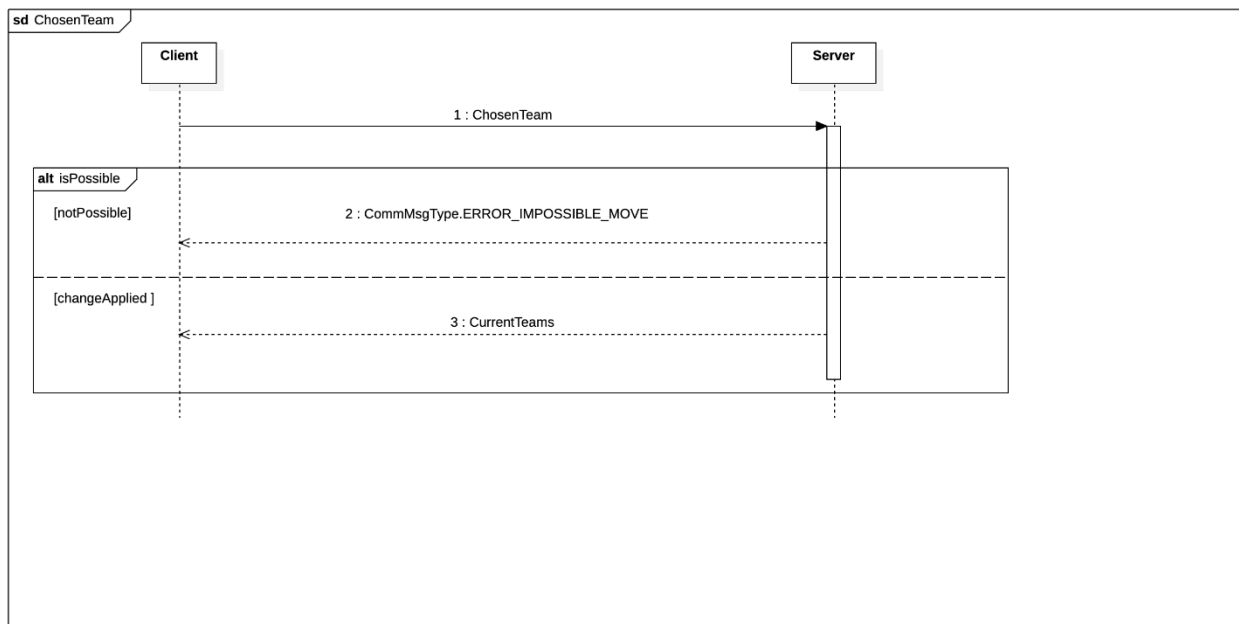 sd ChosenTeam
Client
Server
1 : ChosenTeam
alt isPossible
[notPossible]
2 : CommMsgType.ERROR_IMPOSSIBLE_MOVE
[changeApplied ]
3 : CurrentTeams